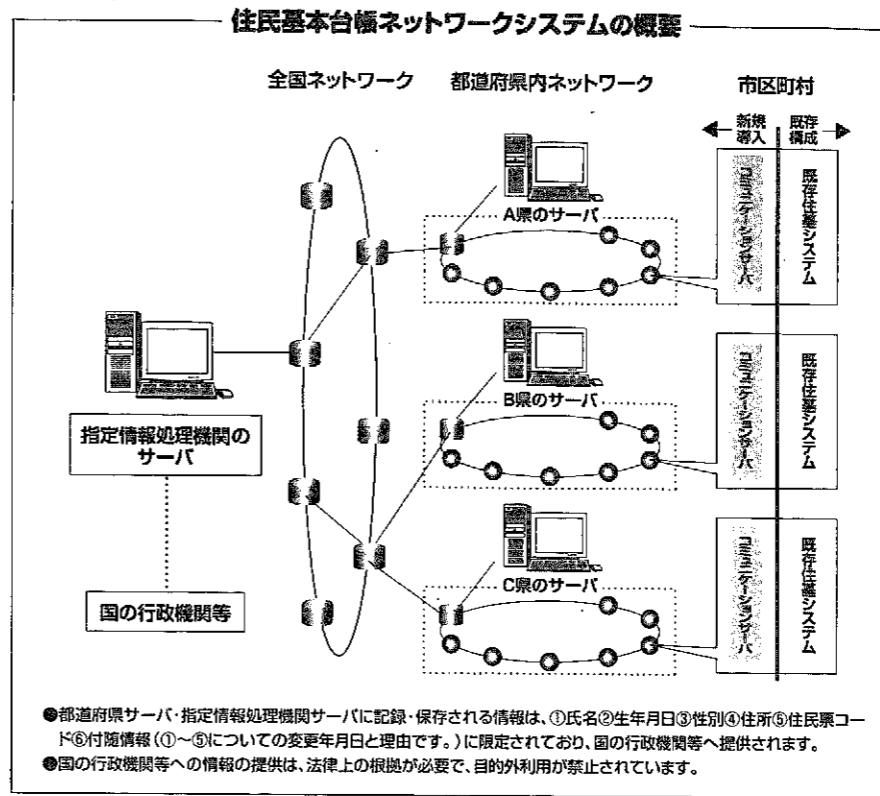 住民基本台帳ネットワークシステムの概要
全国ネットワーク
都道府県内ネットワーク
市区町村
新規
導入
既存
構成
A県のサーバ
コミュニケーションサーバ
既存住基システム
指定情報処理機関の
サーバ
B県のサーバ
コミュニケーションサーバ
既存住基システム
国の行政機関等
C県のサーバ
コミュニケーションサーバ
既存住基システム
●都道府県サーバ・指定情報処理機関サーバに記録・保存される情報は、①氏名②生年月日③性別④住所⑤住民票コー
ド⑥付随情報(①～⑤についての変更年月日と理由です。)に限定されており、国の行政機関等へ提供されます。
●国の行政機関等への情報の提供は、法律上の根拠が必要で、目的外利用が禁止されています。